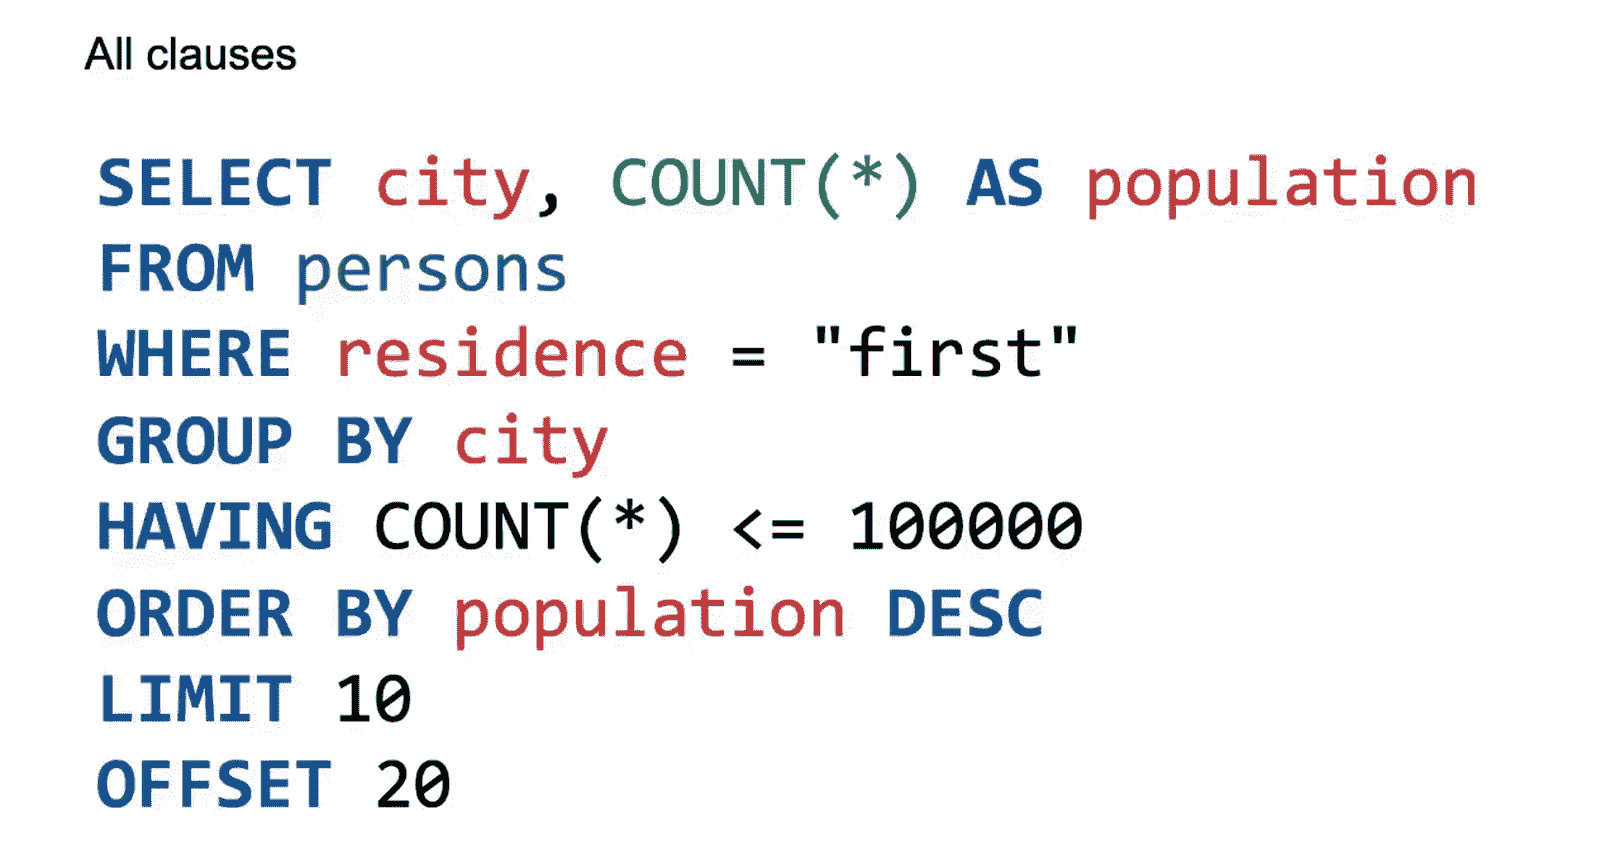 All clauses
SELECT city, COUNT(*) AS population
FROM persons
WHERE residence = "first"
GROUP BY city
HAVING COUNT(*) <= 100000
ORDER BY population DESC
LIMIT 10
OFFSET 20